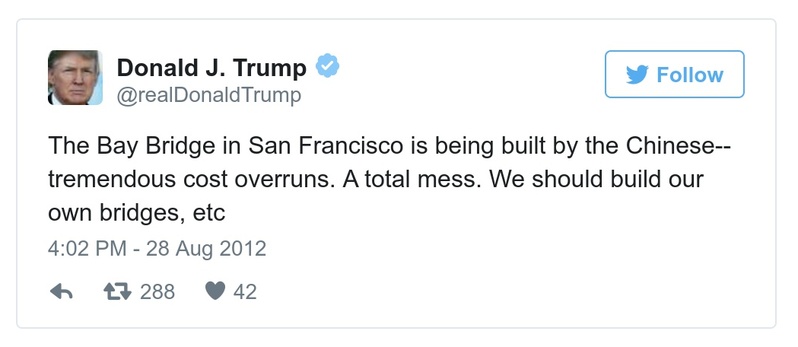 Donald J. Trump
@realDonaldTrump
Follow
The Bay Bridge in San Francisco is being built by the Chinese--
tremendous cost overruns. A total mess. We should build our
own bridges, etc
4:02 PM - 28 Aug 2012
288 42